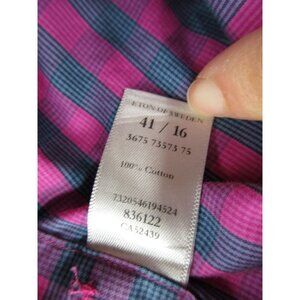 ETON OF SWEDEN
41 / 16
3675 73573 75
100% Cotton
7320546194524
836122
CA52439